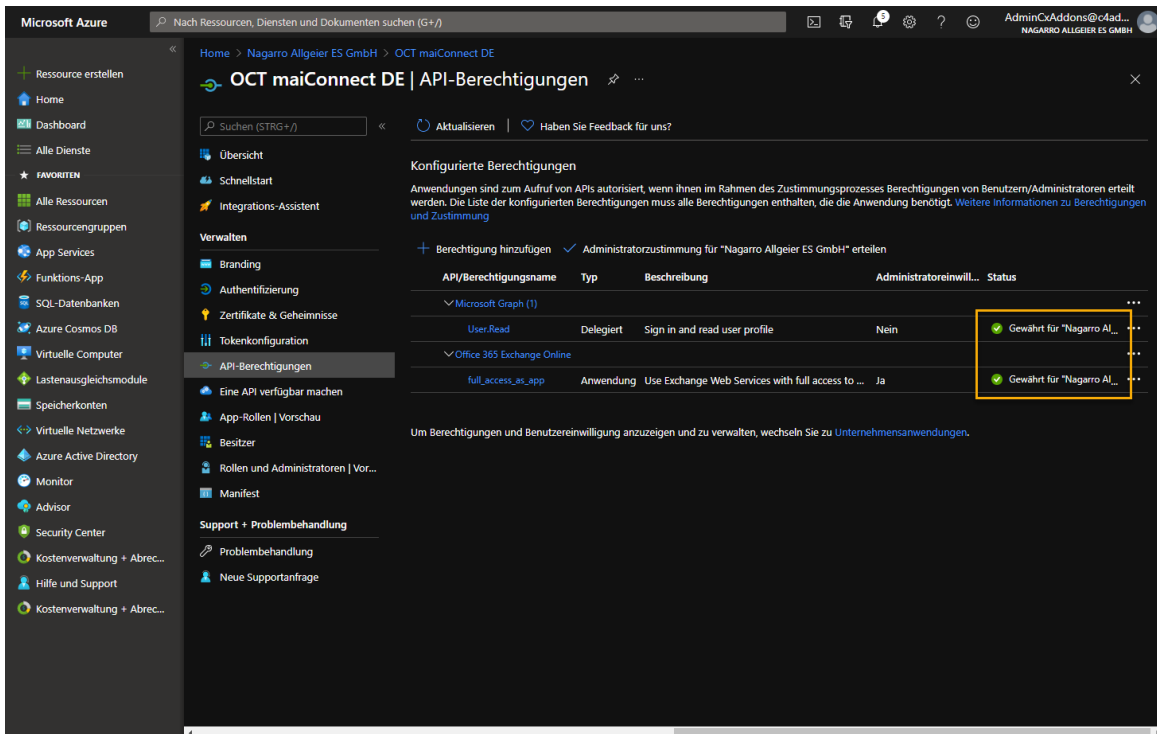 Microsoft Azure
Nach Ressourcen, Diensten und Dokumenten suchen (G+/)
5
AdminCxAddons@c4ad...
NAGARRO ALLGEIER ES GMBH
Ressource erstellen
Home
Dashboard
Alle Dienste
FAVORITEN
Alle Ressourcen
Ressourcengruppen
App Services
Funktions-App
SQL-Datenbanken
Azure Cosmos DB
Virtuelle Computer
Lastenausgleichsmodule
Speicherkonten
Virtuelle Netzwerke
Azure Active Directory
Monitor
Advisor
Security Center
Kostenverwaltung + Abrec...
Hilfe und Support
Kostenverwaltung + Abrec...
Home > Nagarro Allgeier ES GmbH > OCT maiConnect DE
OCT maiConnect DE | API-Berechtigungen
Suchen (STRG+/)
Übersicht
Schnellstart
Integrations-Assistent
Verwalten
Branding
Authentifizierung
Zertifikate & Geheimnisse
Tokenkonfiguration
API-Berechtigungen
Eine API verfügbar machen
App-Rollen | Vorschau
Besitzer
Rollen und Administratoren | Vor...
Manifest
Support + Problembehandlung
Problembehandlung
Neue Supportanfrage
Aktualisieren | Haben Sie Feedback für uns?
Konfigurierte Berechtigungen
Anwendungen sind zum Aufruf von APIs autorisiert, wenn ihnen im Rahmen des Zustimmungsprozesses Berechtigungen von Benutzern/Administratoren erteilt
werden. Die Liste der konfigurierten Berechtigungen muss alle Berechtigungen enthalten, die die Anwendung benötigt. Weitere Informationen zu Berechtigungen
und Zustimmung
Berechtigung hinzufügen Administratorzustimmung für "Nagarro Allgeier ES GmbH" erteilen
API/Berechtigungsname Typ Beschreibung Administratoreinwill... Status
Microsoft Graph (1)
User.Read Delegiert Sign in and read user profile Nein Gewährt für "Nagarro Al...
Office 365 Exchange Online
full_access_as_app Anwendung Use Exchange Web Services with full access to ... Ja Gewährt für "Nagarro Al...
Um Berechtigungen und Benutzereinwilligung anzuzeigen und zu verwalten, wechseln Sie zu Unternehmensanwendungen.